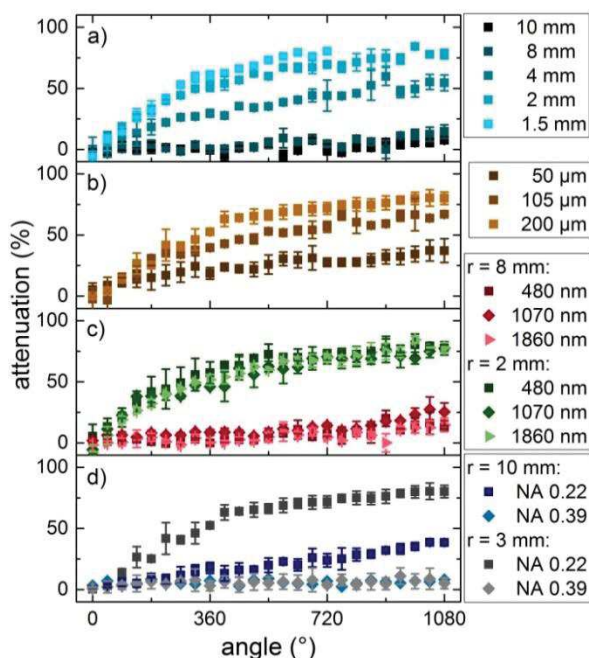 a)
100
50
0
b)
100
50
0
c)
100
50
0
d)
100
50
0
attenuation (%)
0 360 720 1080
angle (°)
10 mm
8 mm
4 mm
2 mm
1.5 mm
50 µm
105 µm
200 µm
r = 8 mm:
480 nm
1070 nm
1860 nm
r = 2 mm:
480 nm
1070 nm
1860 nm
r = 10 mm:
NA 0.22
NA 0.39
r = 3 mm:
NA 0.22
NA 0.39